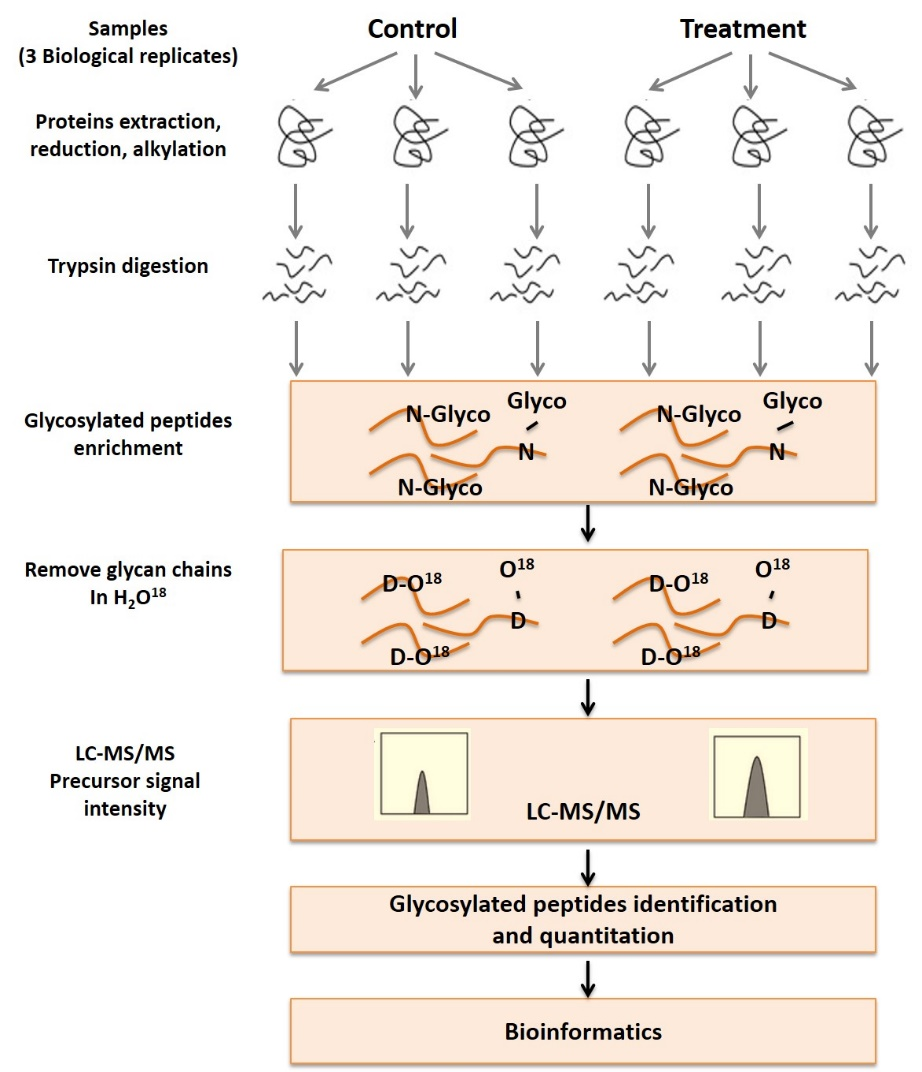 Samples
(3 Biological replicates)
Control
Treatment
Proteins extraction,
reduction, alkylation
Trypsin digestion
Glycosylated peptides
enrichment
N-Glyco
Glyco
N
N-Glyco
N-Glyco
Glyco
N
N-Glyco
Remove glycan chains
In H₂O¹⁸
D-O¹⁸
O¹⁸
D
D-O¹⁸
D-O¹⁸
O¹⁸
D
D-O¹⁸
LC-MS/MS
Precursor signal
intensity
LC-MS/MS
Glycosylated peptides identification
and quantitation
Bioinformatics